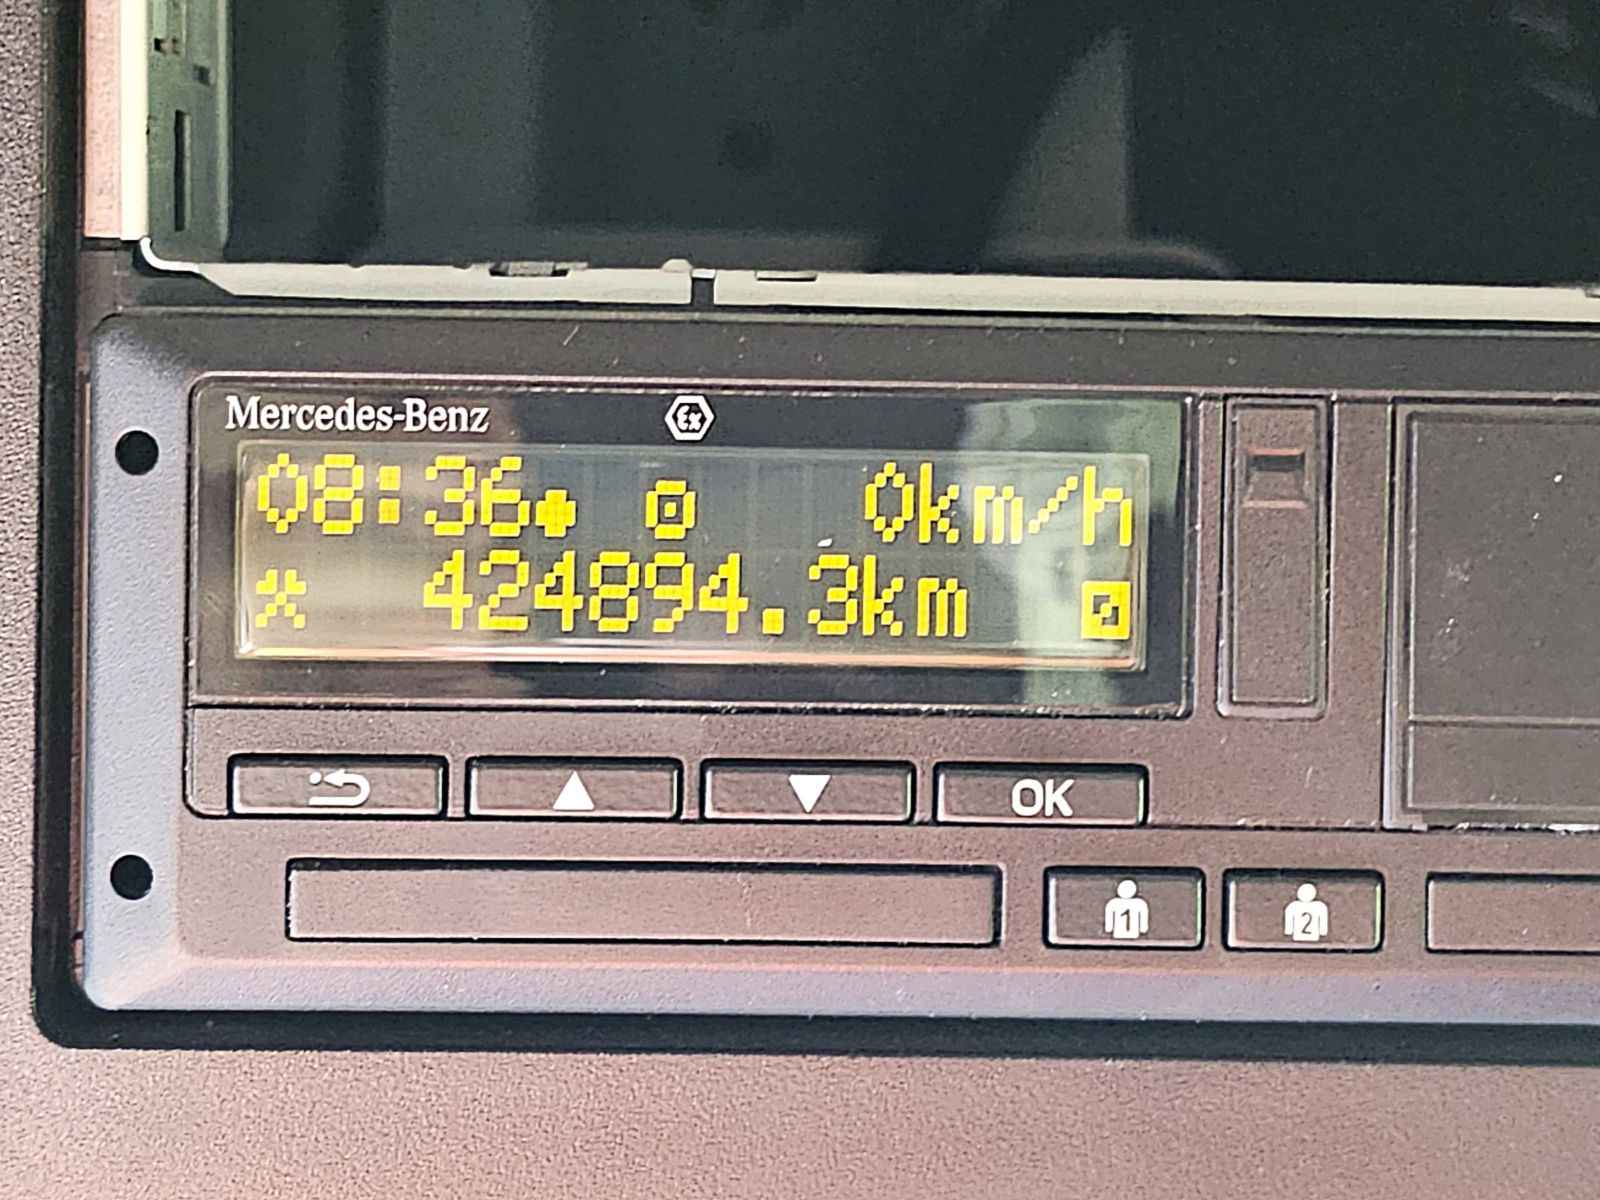 Mercedes-Benz Ex
08:36 0km/h
424894.3km
OK
1 2